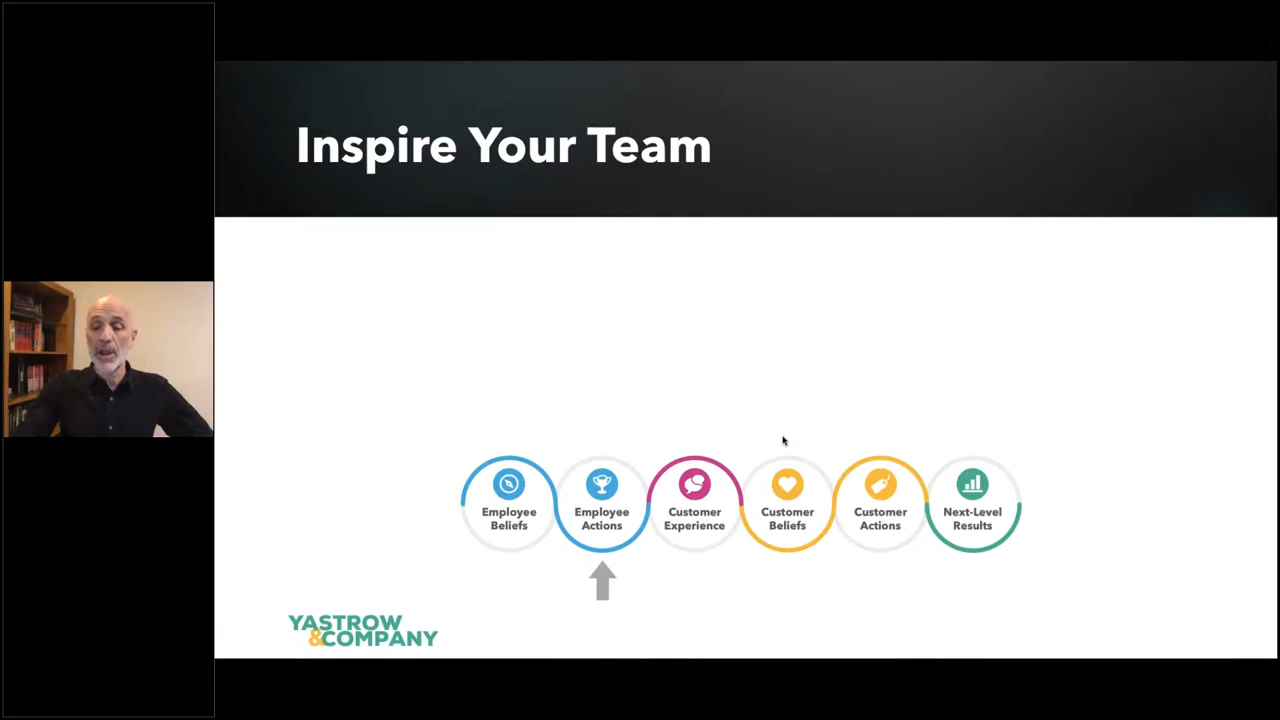 Inspire Your Team
Employee
Beliefs
Employee
Actions
Customer
Experience
Customer
Beliefs
Customer
Actions
Next-Level
Results
YASTROW
&COMPANY